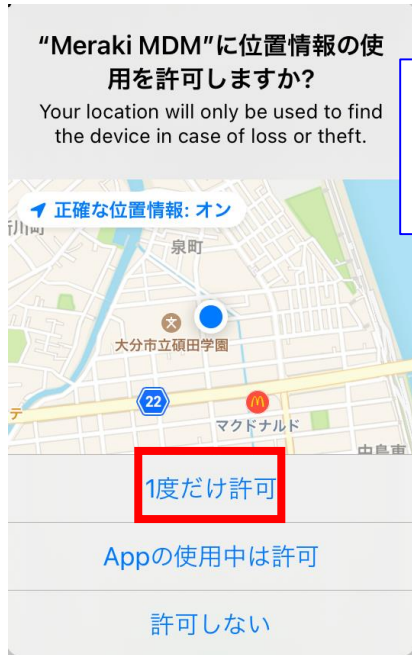 “Meraki MDM”に位置情報の使
用を許可しますか?
Your location will only be used to find
the device in case of loss or theft.
正確な位置情報: オン
泉町
大分市立碩田学園
22
マクドナルド
1度だけ許可
Appの使用中は許可
許可しない